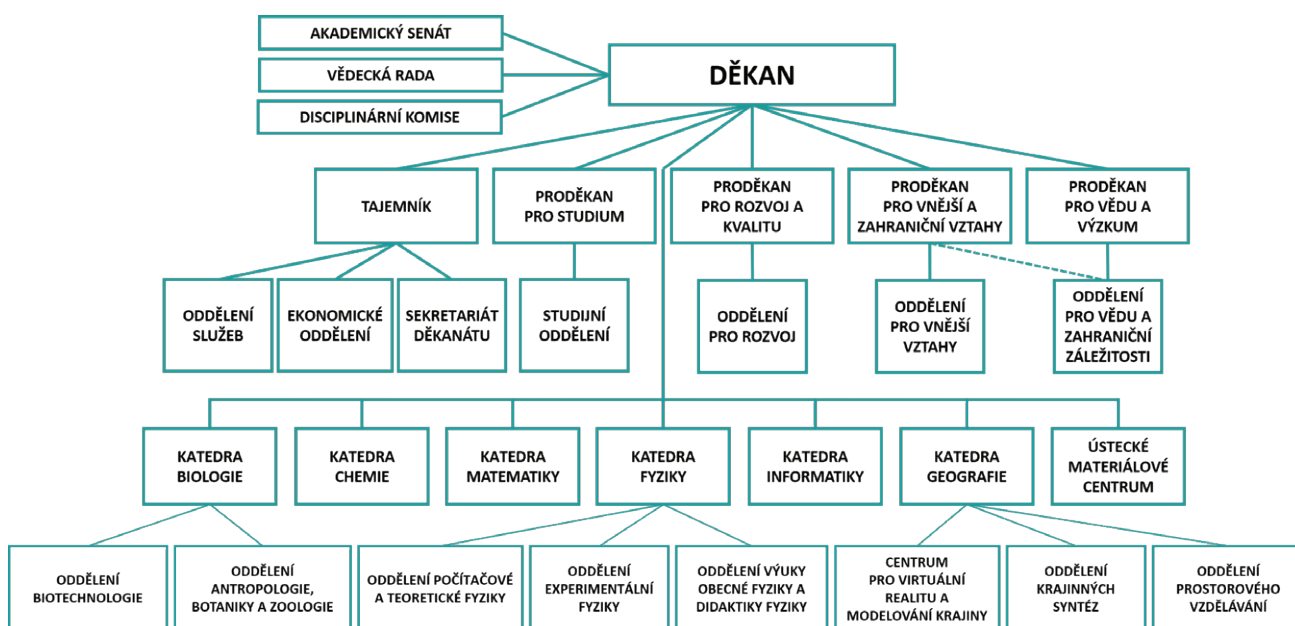 AKADEMICKÝ SENÁT
VĚDECKÁ RADA
DISCIPLINÁRNÍ KOMISE
DĚKAN
TAJEMNÍK
PRODĚKAN
PRO STUDIUM
PRODĚKAN
PRO ROZVOJ A
KVALITU
PRODĚKAN
PRO VNĚJŠÍ A
ZAHRANIČNÍ VZTAHY
PRODĚKAN
PRO VĚDU A
VÝZKUM
ODDĚLENÍ
SLUŽEB
EKONOMICKÉ
ODDĚLENÍ
SEKRETARIÁT
DĚKANÁTU
STUDIJNÍ
ODDĚLENÍ
ODDĚLENÍ
PRO ROZVOJ
ODDĚLENÍ
PRO VNĚJŠÍ
VZTAHY
ODDĚLENÍ
PRO VĚDU A
ZAHRANIČNÍ
ZÁLEŽITOSTI
KATEDRA
BIOLOGIE
KATEDRA
CHEMIE
KATEDRA
MATEMATIKY
KATEDRA
FYZIKY
KATEDRA
INFORMATIKY
KATEDRA
GEOGRAFIE
ÚSTECKÉ
MATERIÁLOVÉ
CENTRUM
ODDĚLENÍ
BIOTECHNOLOGIE
ODDĚLENÍ
ANTROPOLOGIE,
BOTANIKY A ZOOLOGIE
ODDĚLENÍ POČÍTAČOVÉ
A TEORETICKÉ FYZIKY
ODDĚLENÍ
EXPERIMENTÁLNÍ
FYZIKY
ODDĚLENÍ VÝUKY
OBECNÉ FYZIKY A
DIDAKTIKY FYZIKY
CENTRUM
PRO VIRTUÁLNÍ
REALITU A
MODELOVÁNÍ KRAJINY
ODDĚLENÍ
KRAJINNÝCH
SYNTÉZ
ODDĚLENÍ
PROSTOROVÉHO
VZDĚLÁVÁNÍ